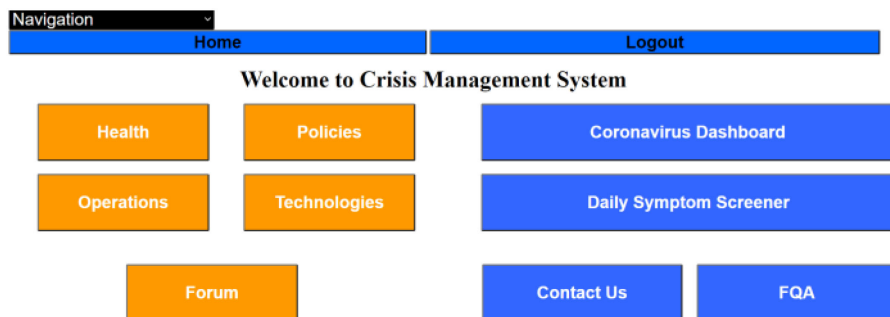 Navigation
Home Logout
Welcome to Crisis Management System
Health Policies Coronavirus Dashboard
Operations Technologies Daily Symptom Screener
Forum Contact Us FQA